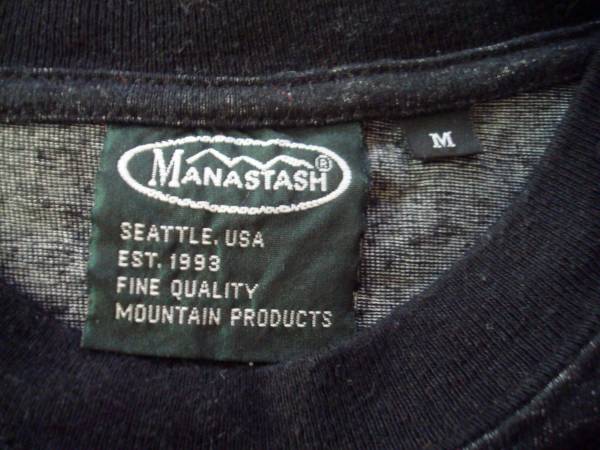 MANASTASH®
SEATTLE, USA
EST. 1993
FINE QUALITY
MOUNTAIN PRODUCTS
M